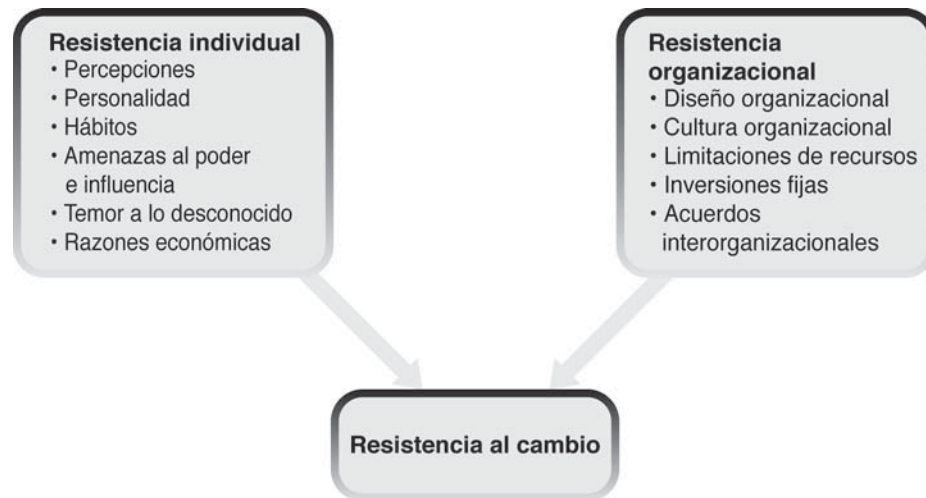 Resistencia individual
• Percepciones
• Personalidad
• Hábitos
• Amenazas al poder
e influencia
• Temor a lo desconocido
• Razones económicas
Resistencia
organizacional
• Diseño organizacional
• Cultura organizacional
• Limitaciones de recursos
• Inversiones fijas
• Acuerdos
interorganizacionales
Resistencia al cambio